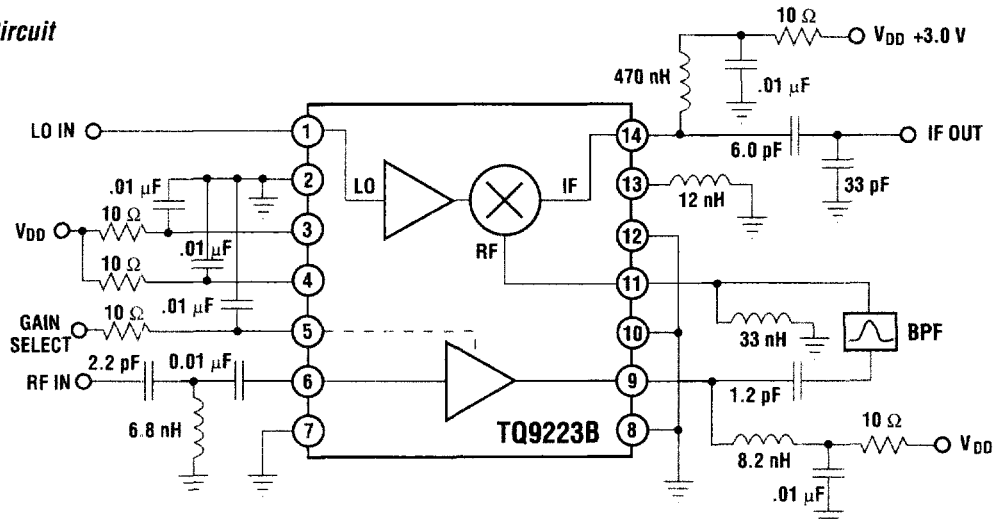 Circuit
10 Ω
V_DD +3.0 V
470 nH
.01 μF
LO IN
1
14
IF OUT
6.0 pF
33 pF
.01 μF
2
LO
IF
13
12 nH
10 Ω
V_DD
3
12
RF
.01 μF
10 Ω
4
11
.01 μF
10 Ω
GAIN
SELECT
5
10
33 nH
BPF
2.2 pF
0.01 μF
RF IN
6
9
1.2 pF
10 Ω
6.8 nH
7
TQ9223B
8
8.2 nH
V_DD
.01 μF